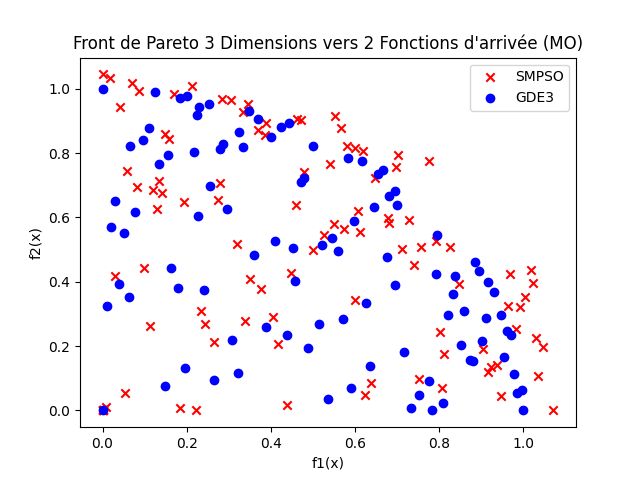 Front de Pareto 3 Dimensions vers 2 Fonctions d'arrivée (MO)
SMPSO
GDE3
f2(x)
1.0
0.8
0.6
0.4
0.2
0.0
0.0 0.2 0.4 0.6 0.8 1.0
f1(x)